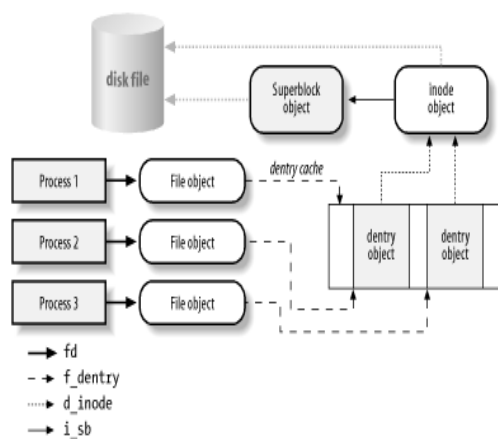 disk file
Superblock
object
inode
object
Process 1
File object
dentry cache
Process 2
File object
dentry
object
dentry
object
Process 3
File object
fd
f_dentry
d_inode
i_sb